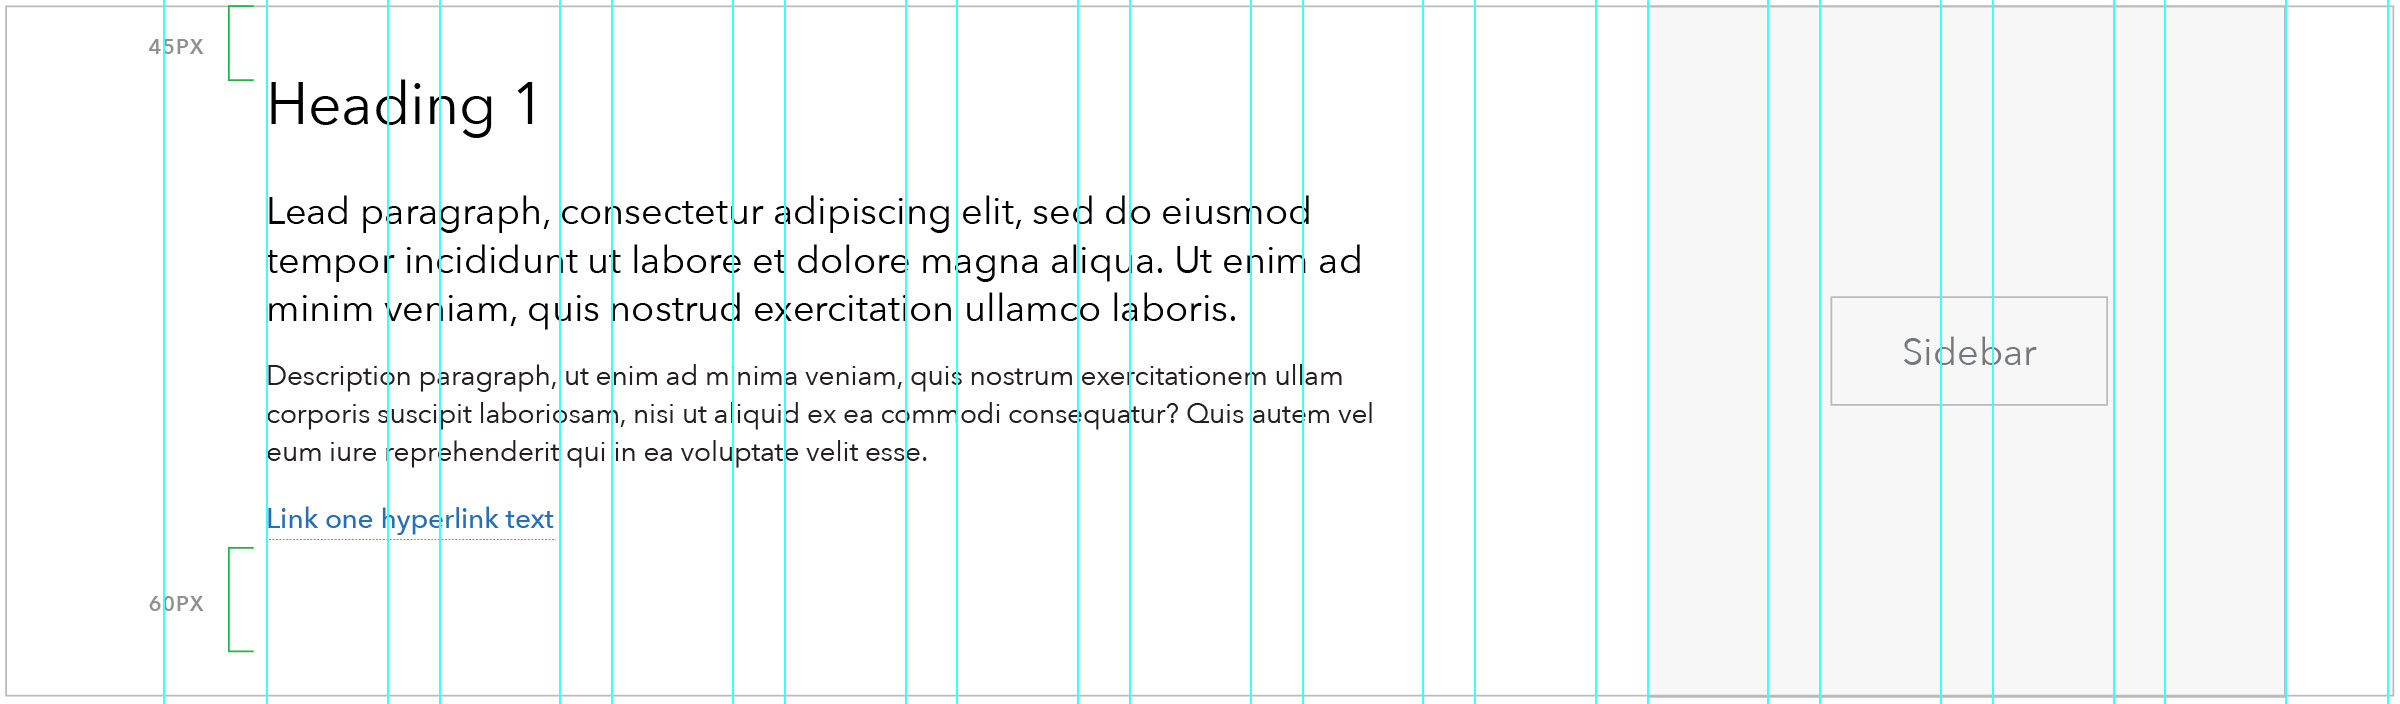 45PX
Heading 1
Lead paragraph, consectetur adipiscing elit, sed do eiusmod
tempor incididunt ut labore et dolore magna aliqua. Ut enim ad
minim veniam, quis nostrud exercitation ullamco laboris.
Description paragraph, ut enim ad minima veniam, quis nostrum exercitationem ullam
corporis suscipit laboriosam, nisi ut aliquid ex ea commodi consequatur? Quis autem vel
eum iure reprehenderit qui in ea voluptate velit esse.
Link one hyperlink text
60PX
Sidebar